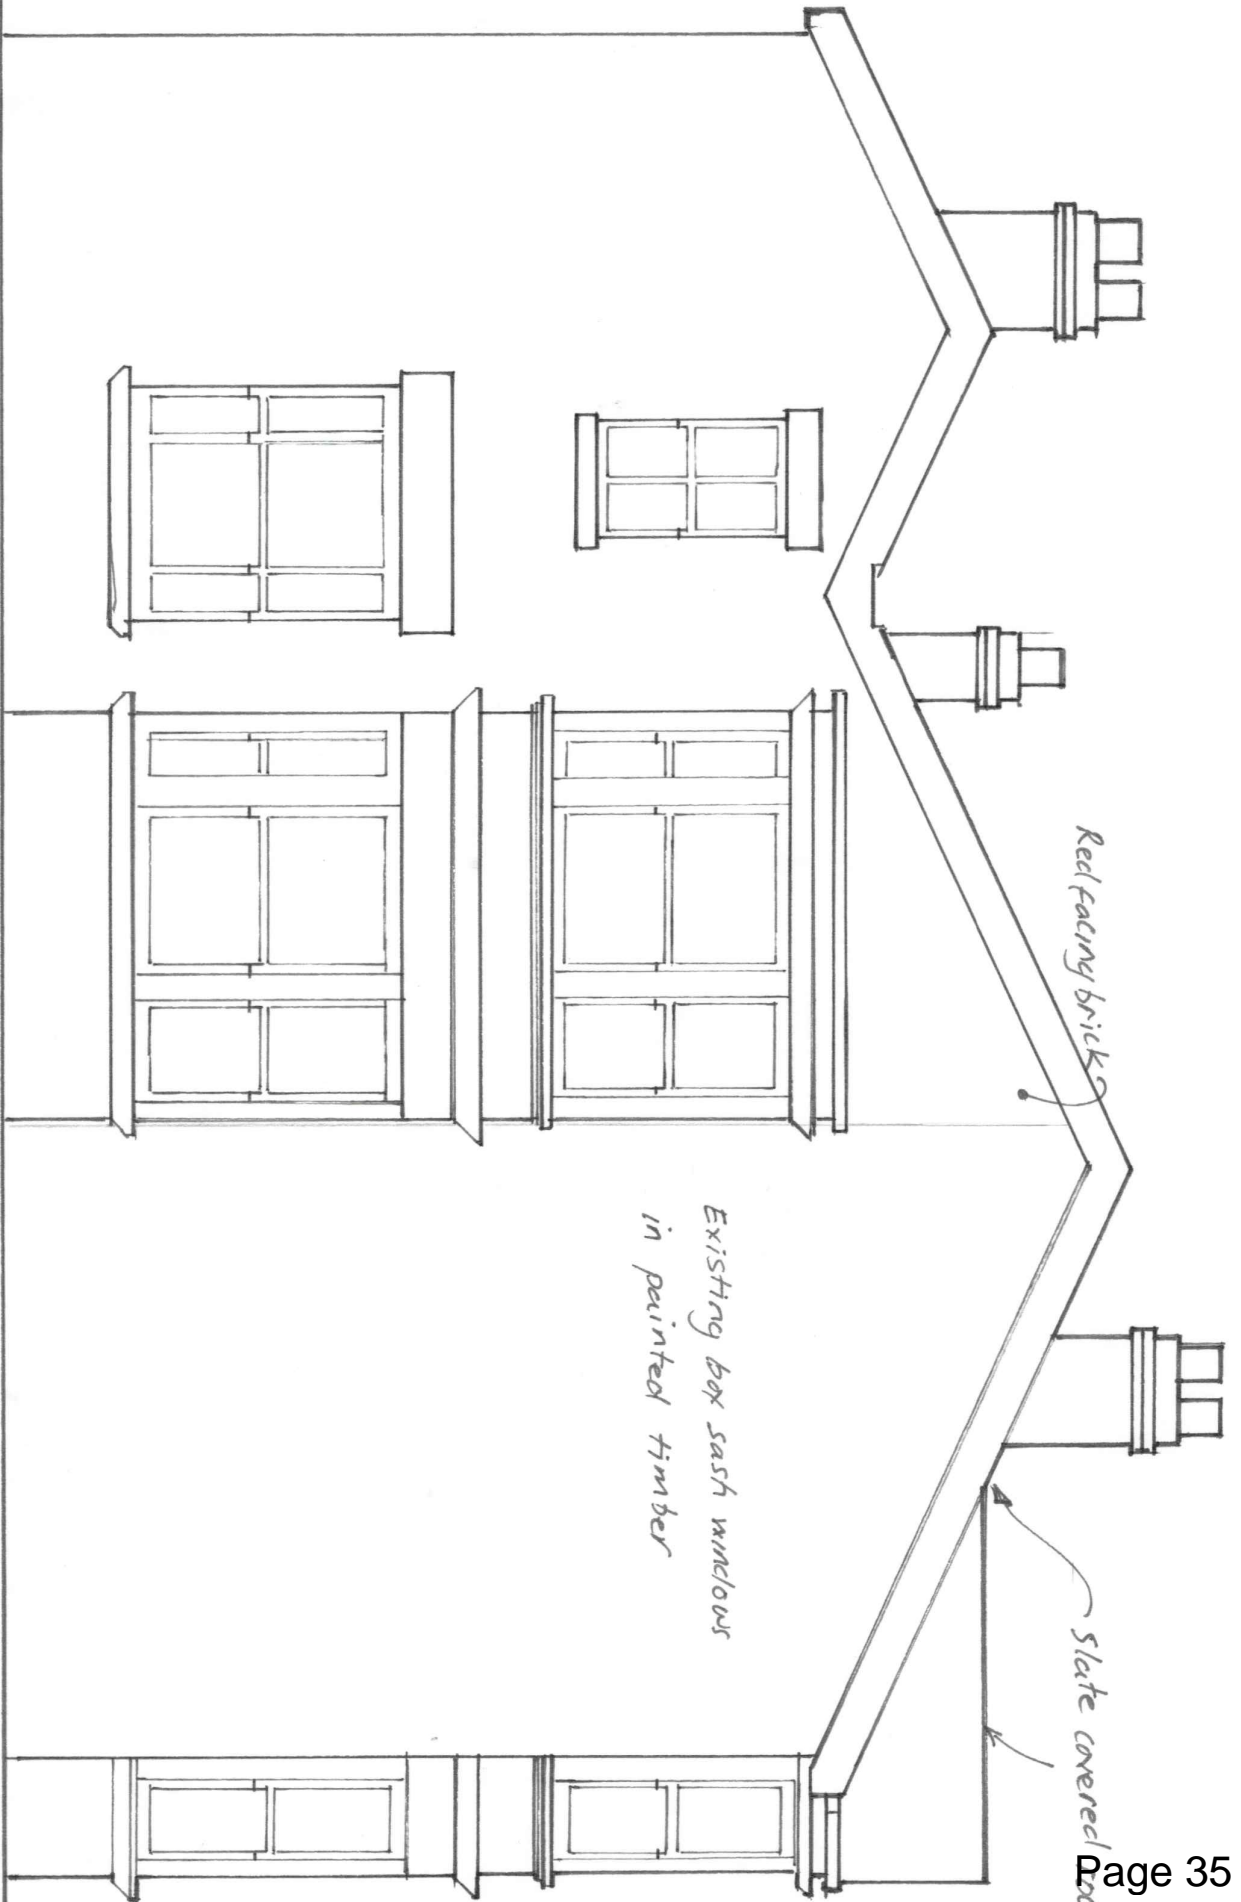 Red facing brick
Slate covered
Existing box sash windows
in painted timber
Page 35